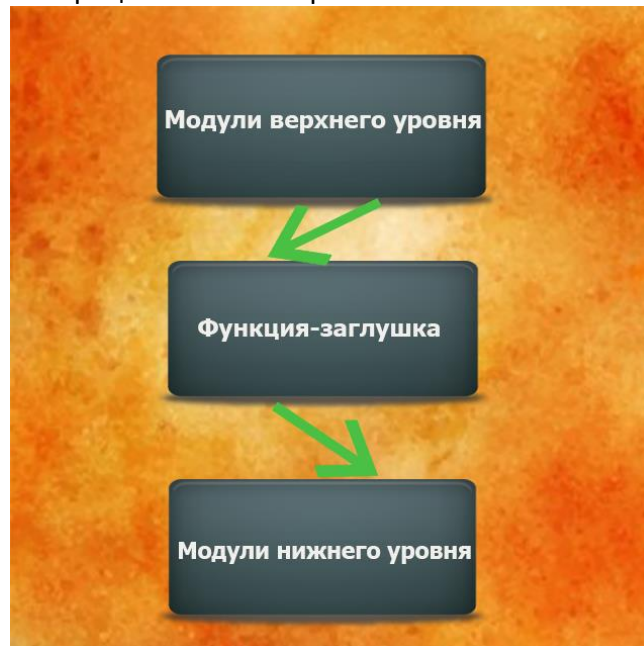 Модули верхнего уровня
Функция-заглушка
Модули нижнего уровня